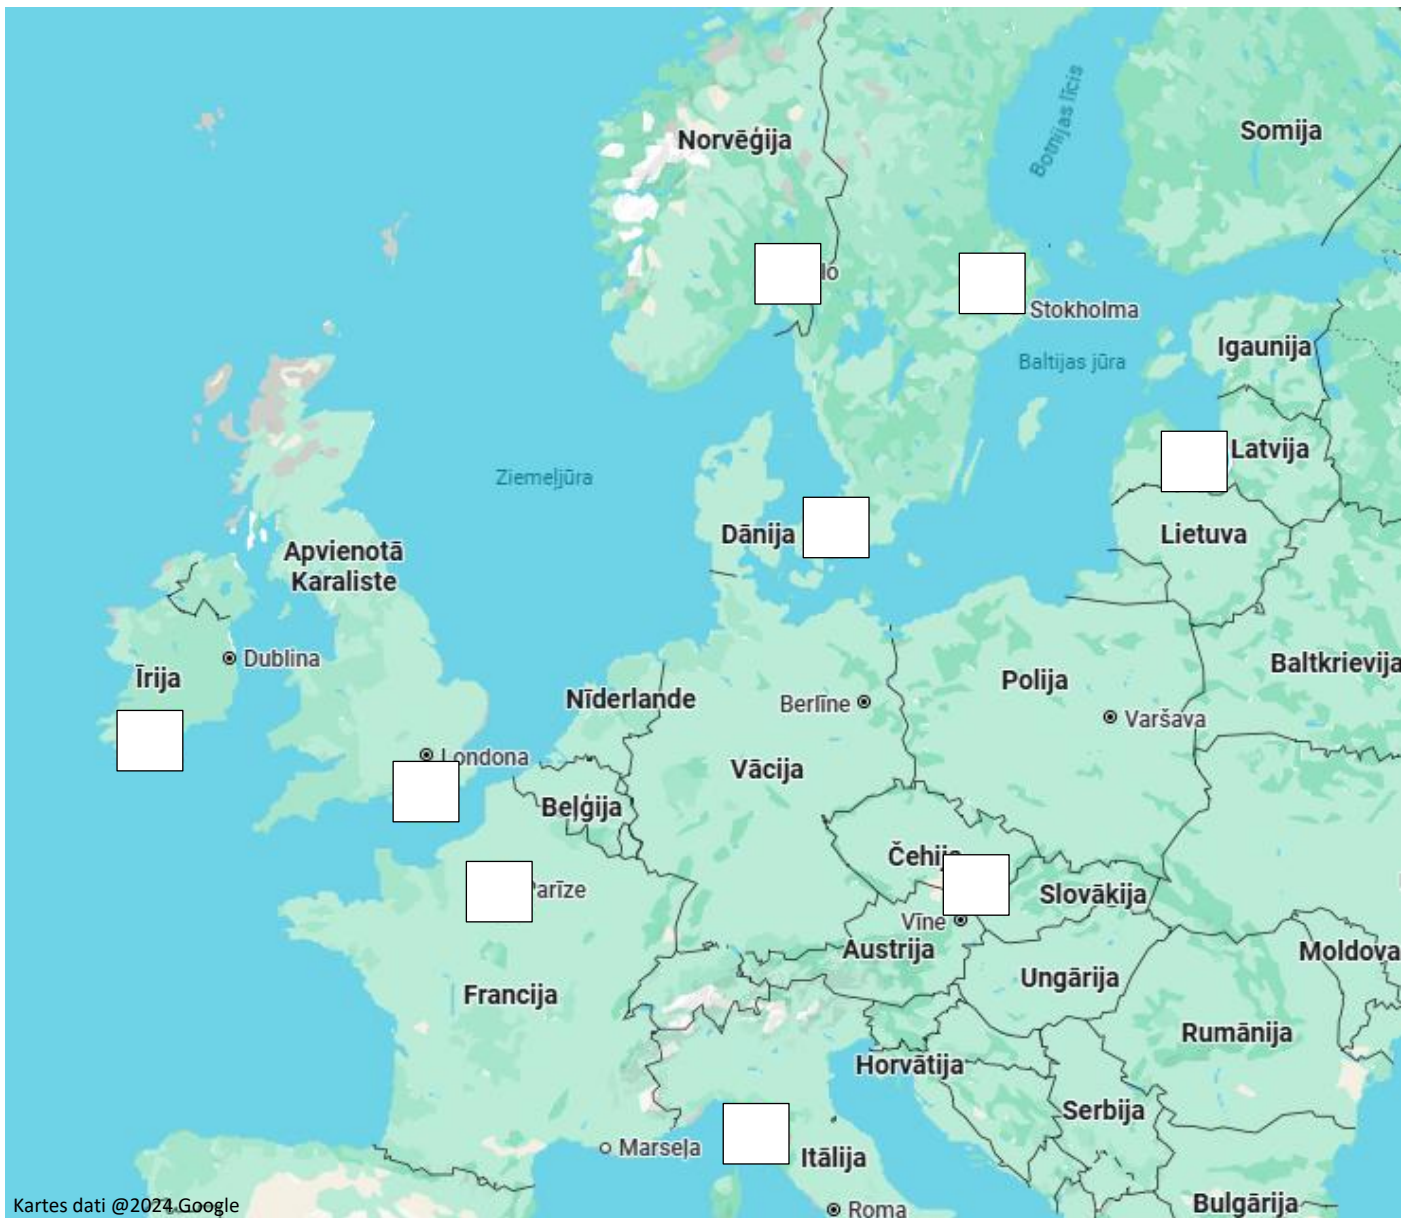 Botnijas līcis
Somija
Norvēģija
lo
Stokholma
Igaunija
Baltijas jūra
Latvija
Ziemeļjūra
Dānija
Lietuva
Apvienotā
Karaliste
Dublina
Īrija
Baltkrievija
Polija
Nīderlande
Berlīne
Varšava
Londona
Vācija
Beļģija
Čehija
Parīze
Slovākija
Vīne
Austrija
Moldova
Ungārija
Francija
Rumānija
Horvātija
Serbija
Marseļa
Itālija
Kartes dati @2024 Google
Roma
Bulgārija